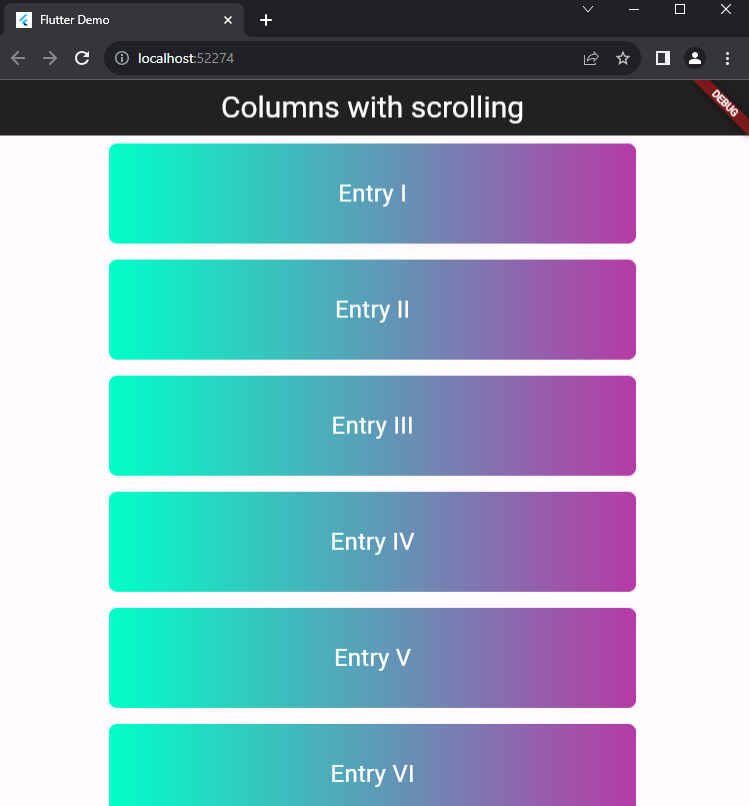 Flutter Demo
localhost:52274
Columns with scrolling
DEBUG
Entry I
Entry II
Entry III
Entry IV
Entry V
Entry VI